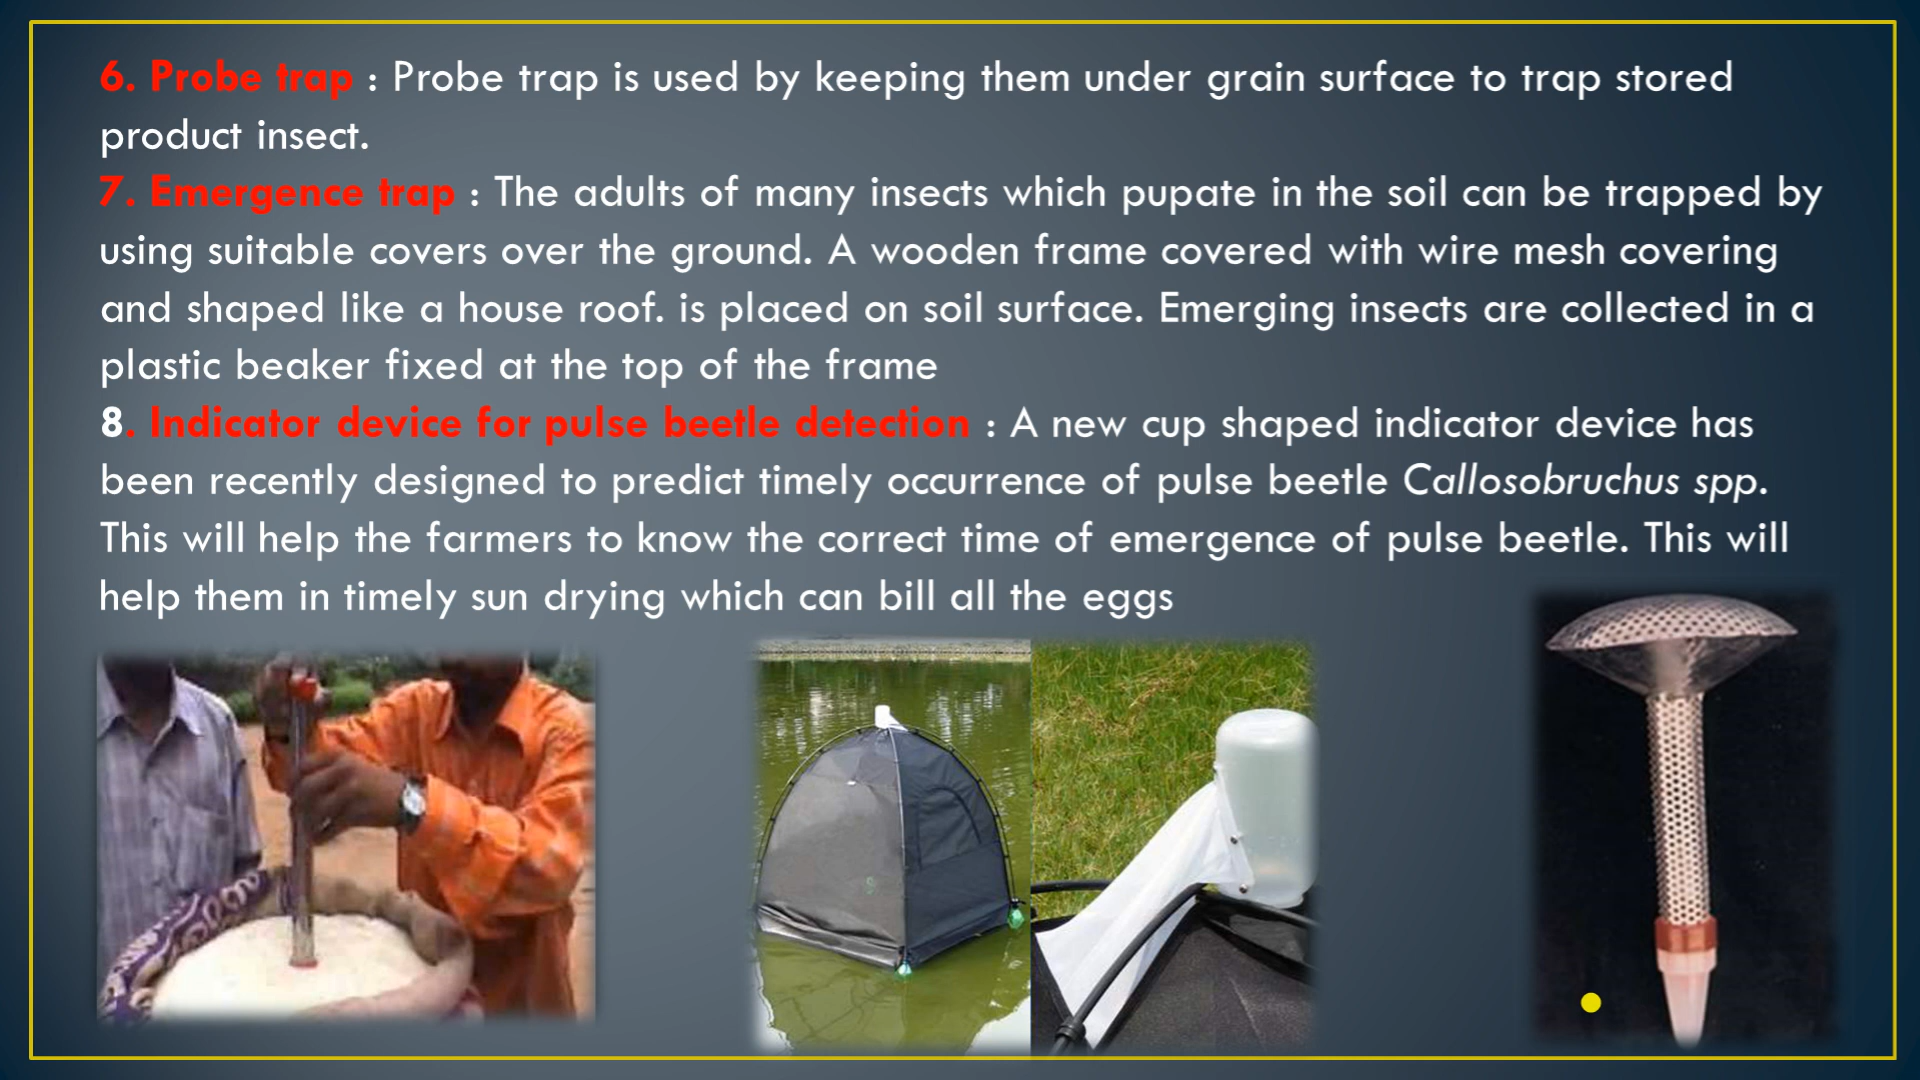 6. Probe trap : Probe trap is used by keeping them under grain surface to trap stored
product insect.
7. Emergence trap : The adults of many insects which pupate in the soil can be trapped by
using suitable covers over the ground. A wooden frame covered with wire mesh covering
and shaped like a house roof. is placed on soil surface. Emerging insects are collected in a
plastic beaker fixed at the top of the frame
8. Indicator device for pulse beetle detection : A new cup shaped indicator device has
been recently designed to predict timely occurrence of pulse beetle Callosobruchus spp.
This will help the farmers to know the correct time of emergence of pulse beetle. This will
help them in timely sun drying which can bill all the eggs